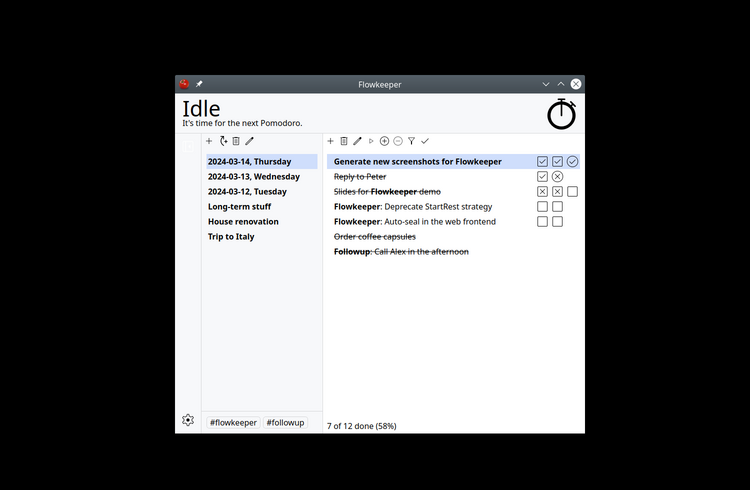 Flowkeeper
Idle
It's time for the next Pomodoro.
2024-03-14, Thursday
2024-03-13, Wednesday
2024-03-12, Tuesday
Long-term stuff
House renovation
Trip to Italy
#flowkeeper #followup
Generate new screenshots for Flowkeeper
Reply to Peter
Slides for Flowkeeper demo
Flowkeeper: Deprecate StartRest strategy
Flowkeeper: Auto-seal in the web frontend
Order coffee capsules
Followup: Call Alex in the afternoon
7 of 12 done (58%)